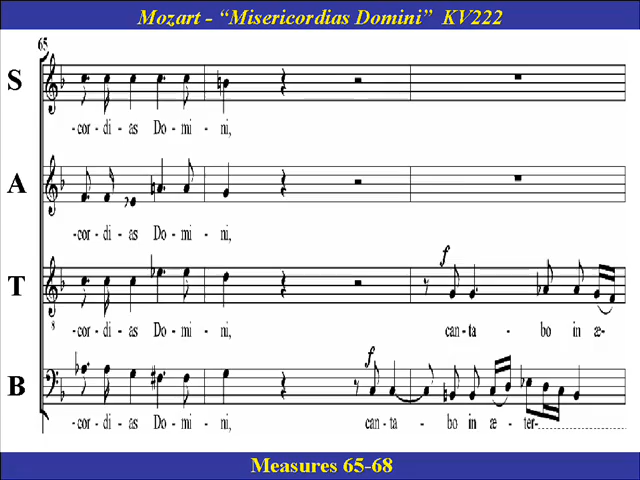 Mozart - “Misericordias Domini” KV222
65
S
-cor - di - as Do - mi - ni,
A
-cor - di - as Do - mi - ni,
f
T
8
-cor - di - as Do - mi - ni, can - ta - bo in æ-
f
B
-cor - di - as Do - mi - ni, can - ta - bo in æ - ter-
Measures 65-68